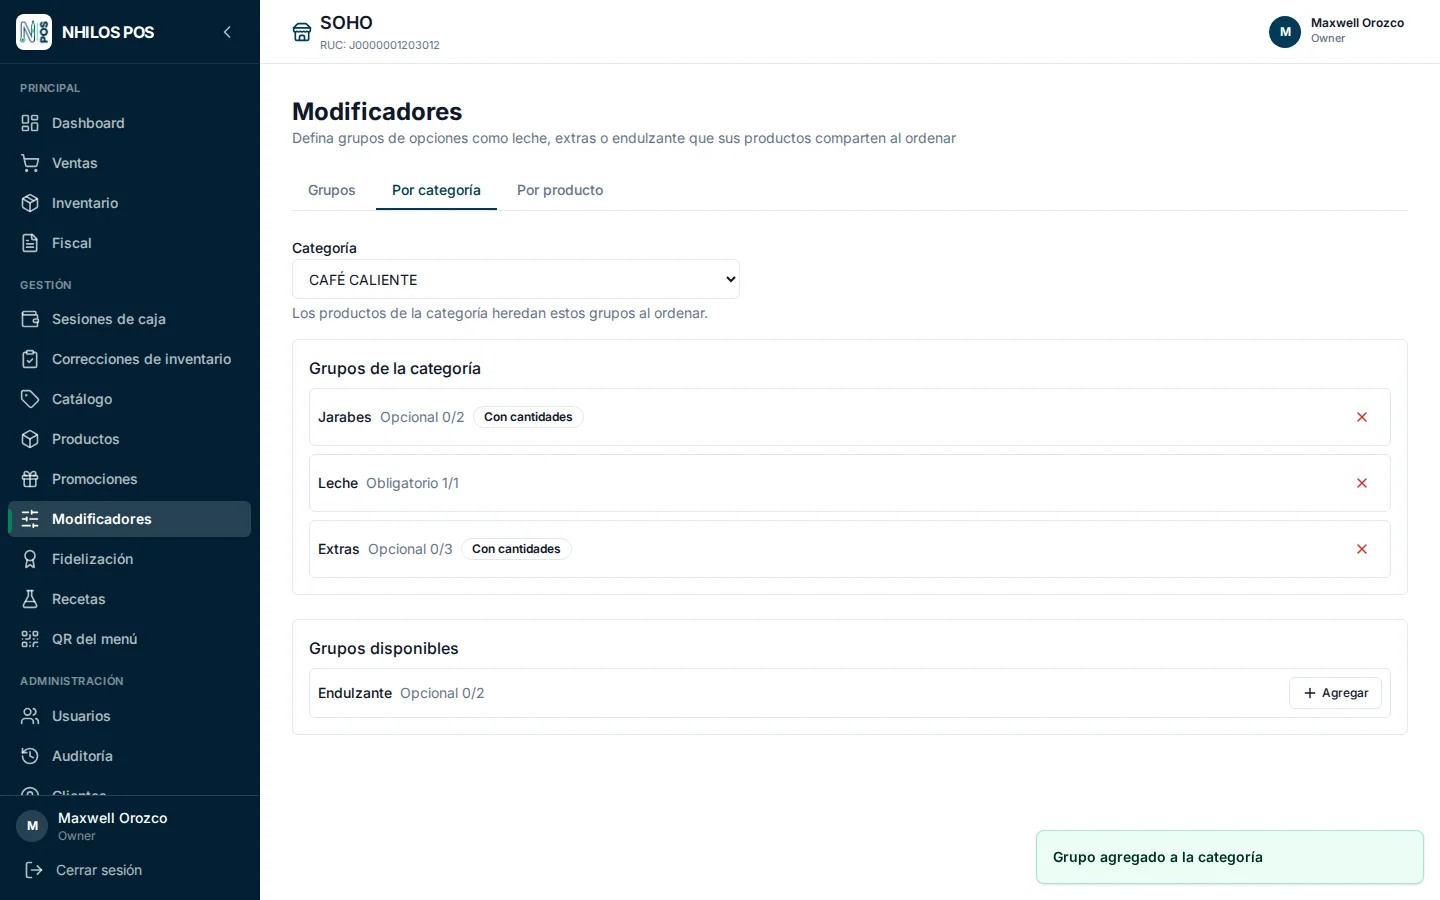 NHILOS POS
PRINCIPAL
Dashboard
Ventas
Inventario
Fiscal
GESTIÓN
Sesiones de caja
Correcciones de inventario
Catálogo
Productos
Promociones
Modificadores
Fidelización
Recetas
QR del menú
ADMINISTRACIÓN
Usuarios
Auditoría
Clientes
M
Maxwell Orozco
Owner
Cerrar sesión
SOHO
RUC: J0000001203012
M
Maxwell Orozco
Owner
Modificadores
Defina grupos de opciones como leche, extras o endulzante que sus productos comparten al ordenar
Grupos
Por categoría
Por producto
Categoría
CAFÉ CALIENTE
Los productos de la categoría heredan estos grupos al ordenar.
Grupos de la categoría
Jarabes Opcional 0/2 Con cantidades
Leche Obligatorio 1/1
Extras Opcional 0/3 Con cantidades
Grupos disponibles
Endulzante Opcional 0/2
Agregar
Grupo agregado a la categoría